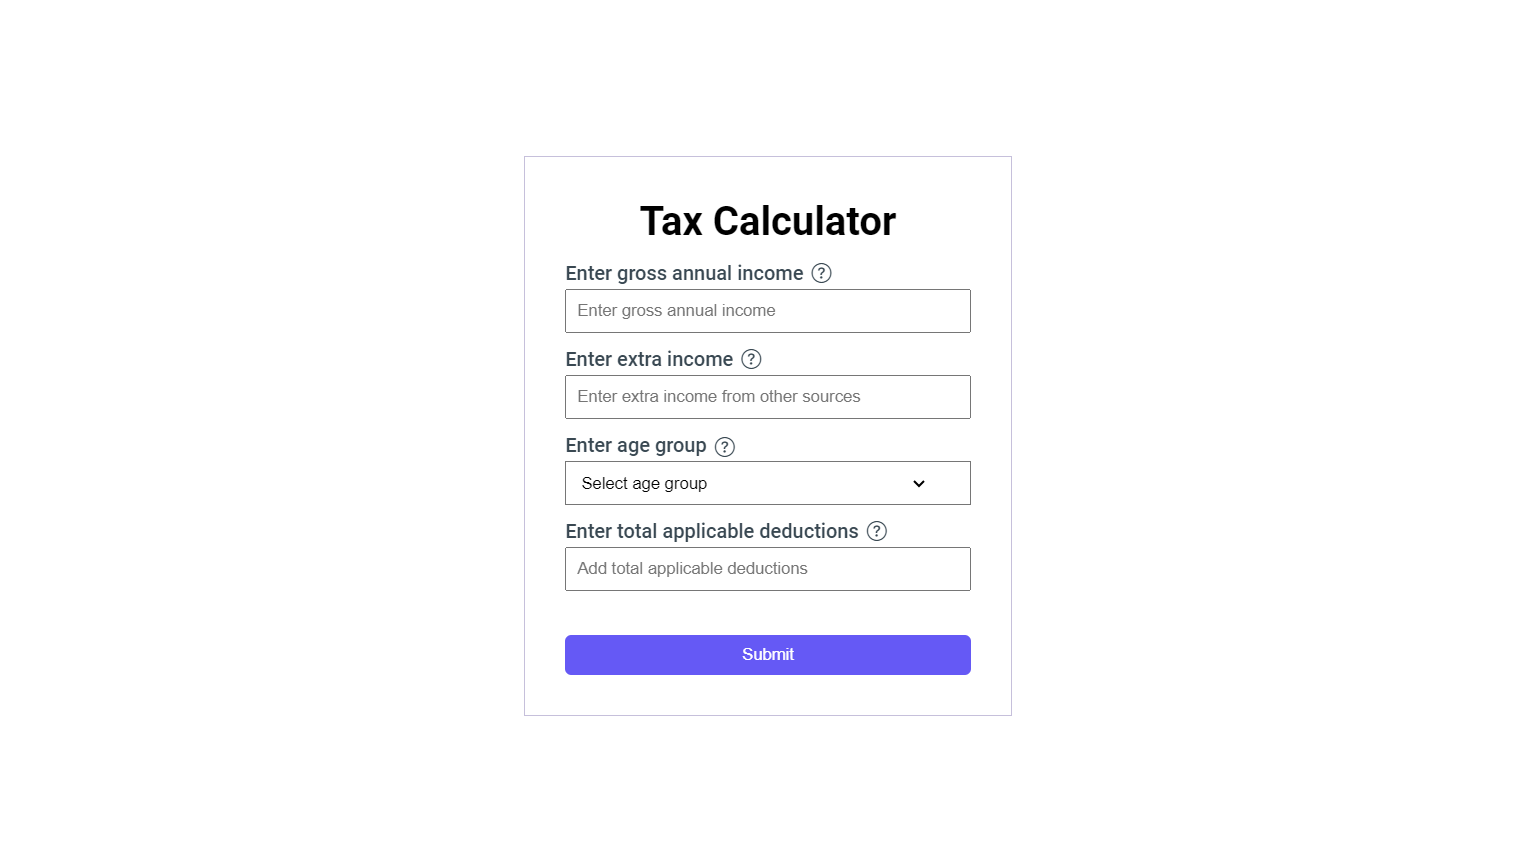 Tax Calculator
Enter gross annual income ?
Enter gross annual income
Enter extra income ?
Enter extra income from other sources
Enter age group ?
Select age group
Enter total applicable deductions ?
Add total applicable deductions
Submit